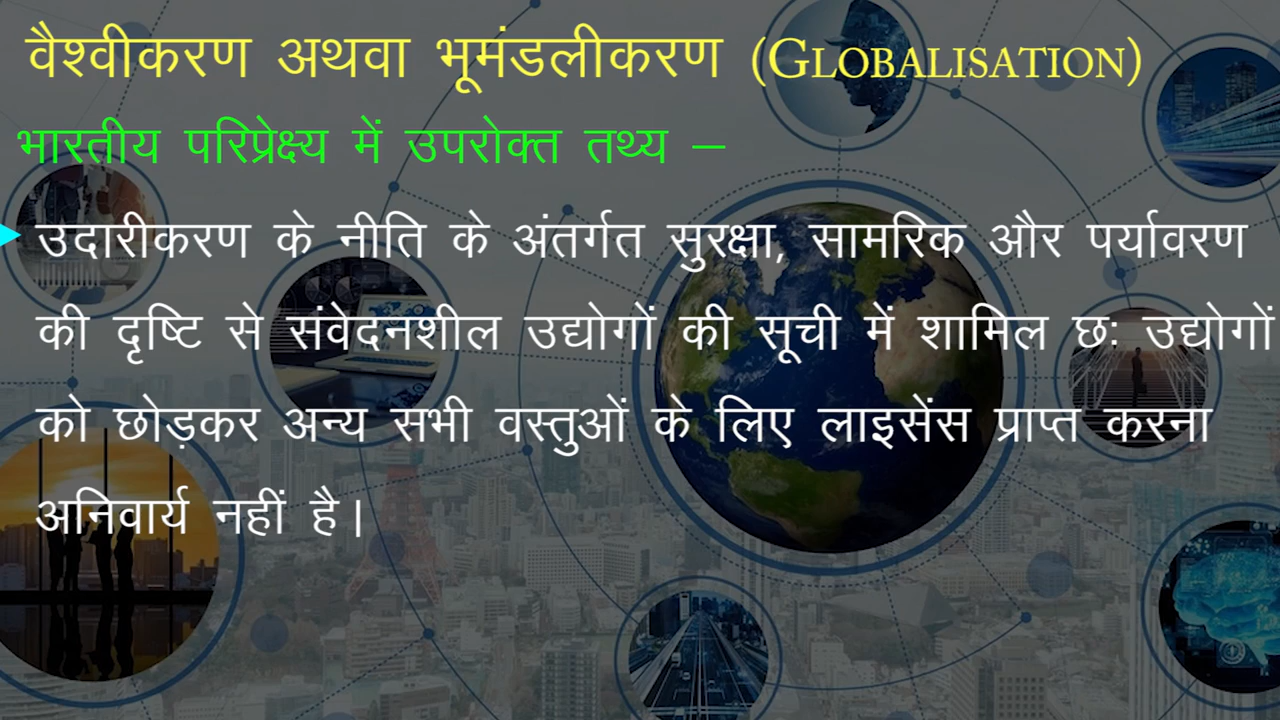 वैश्वीकरण अथवा भूमंडलीकरण (GLOBALISATION)
भारतीय परिप्रेक्ष्य में उपरोक्त तथ्य –
उदारीकरण के नीति के अंतर्गत सुरक्षा, सामरिक और पर्यावरण
की दृष्टि से संवेदनशील उद्योगों की सूची में शामिल छः उद्योगों
को छोड़कर अन्य सभी वस्तुओं के लिए लाइसेंस प्राप्त करना
अनिवार्य नहीं है।